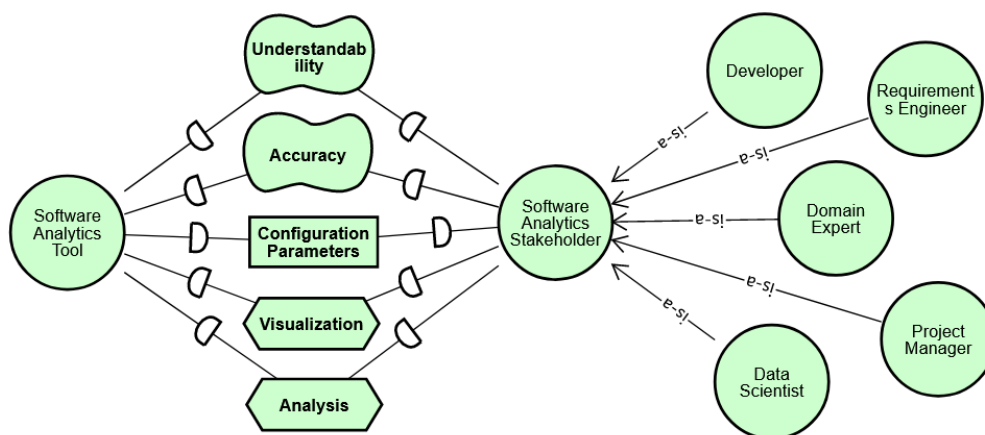 Understandab
ility
Accuracy
Software
Analytics
Tool
Configuration
Parameters
Visualization
Analysis
Software
Analytics
Stakeholder
is-a
is-a
is-a
is-a
is-a
Developer
Requirement
s Engineer
Domain
Expert
Project
Manager
Data
Scientist